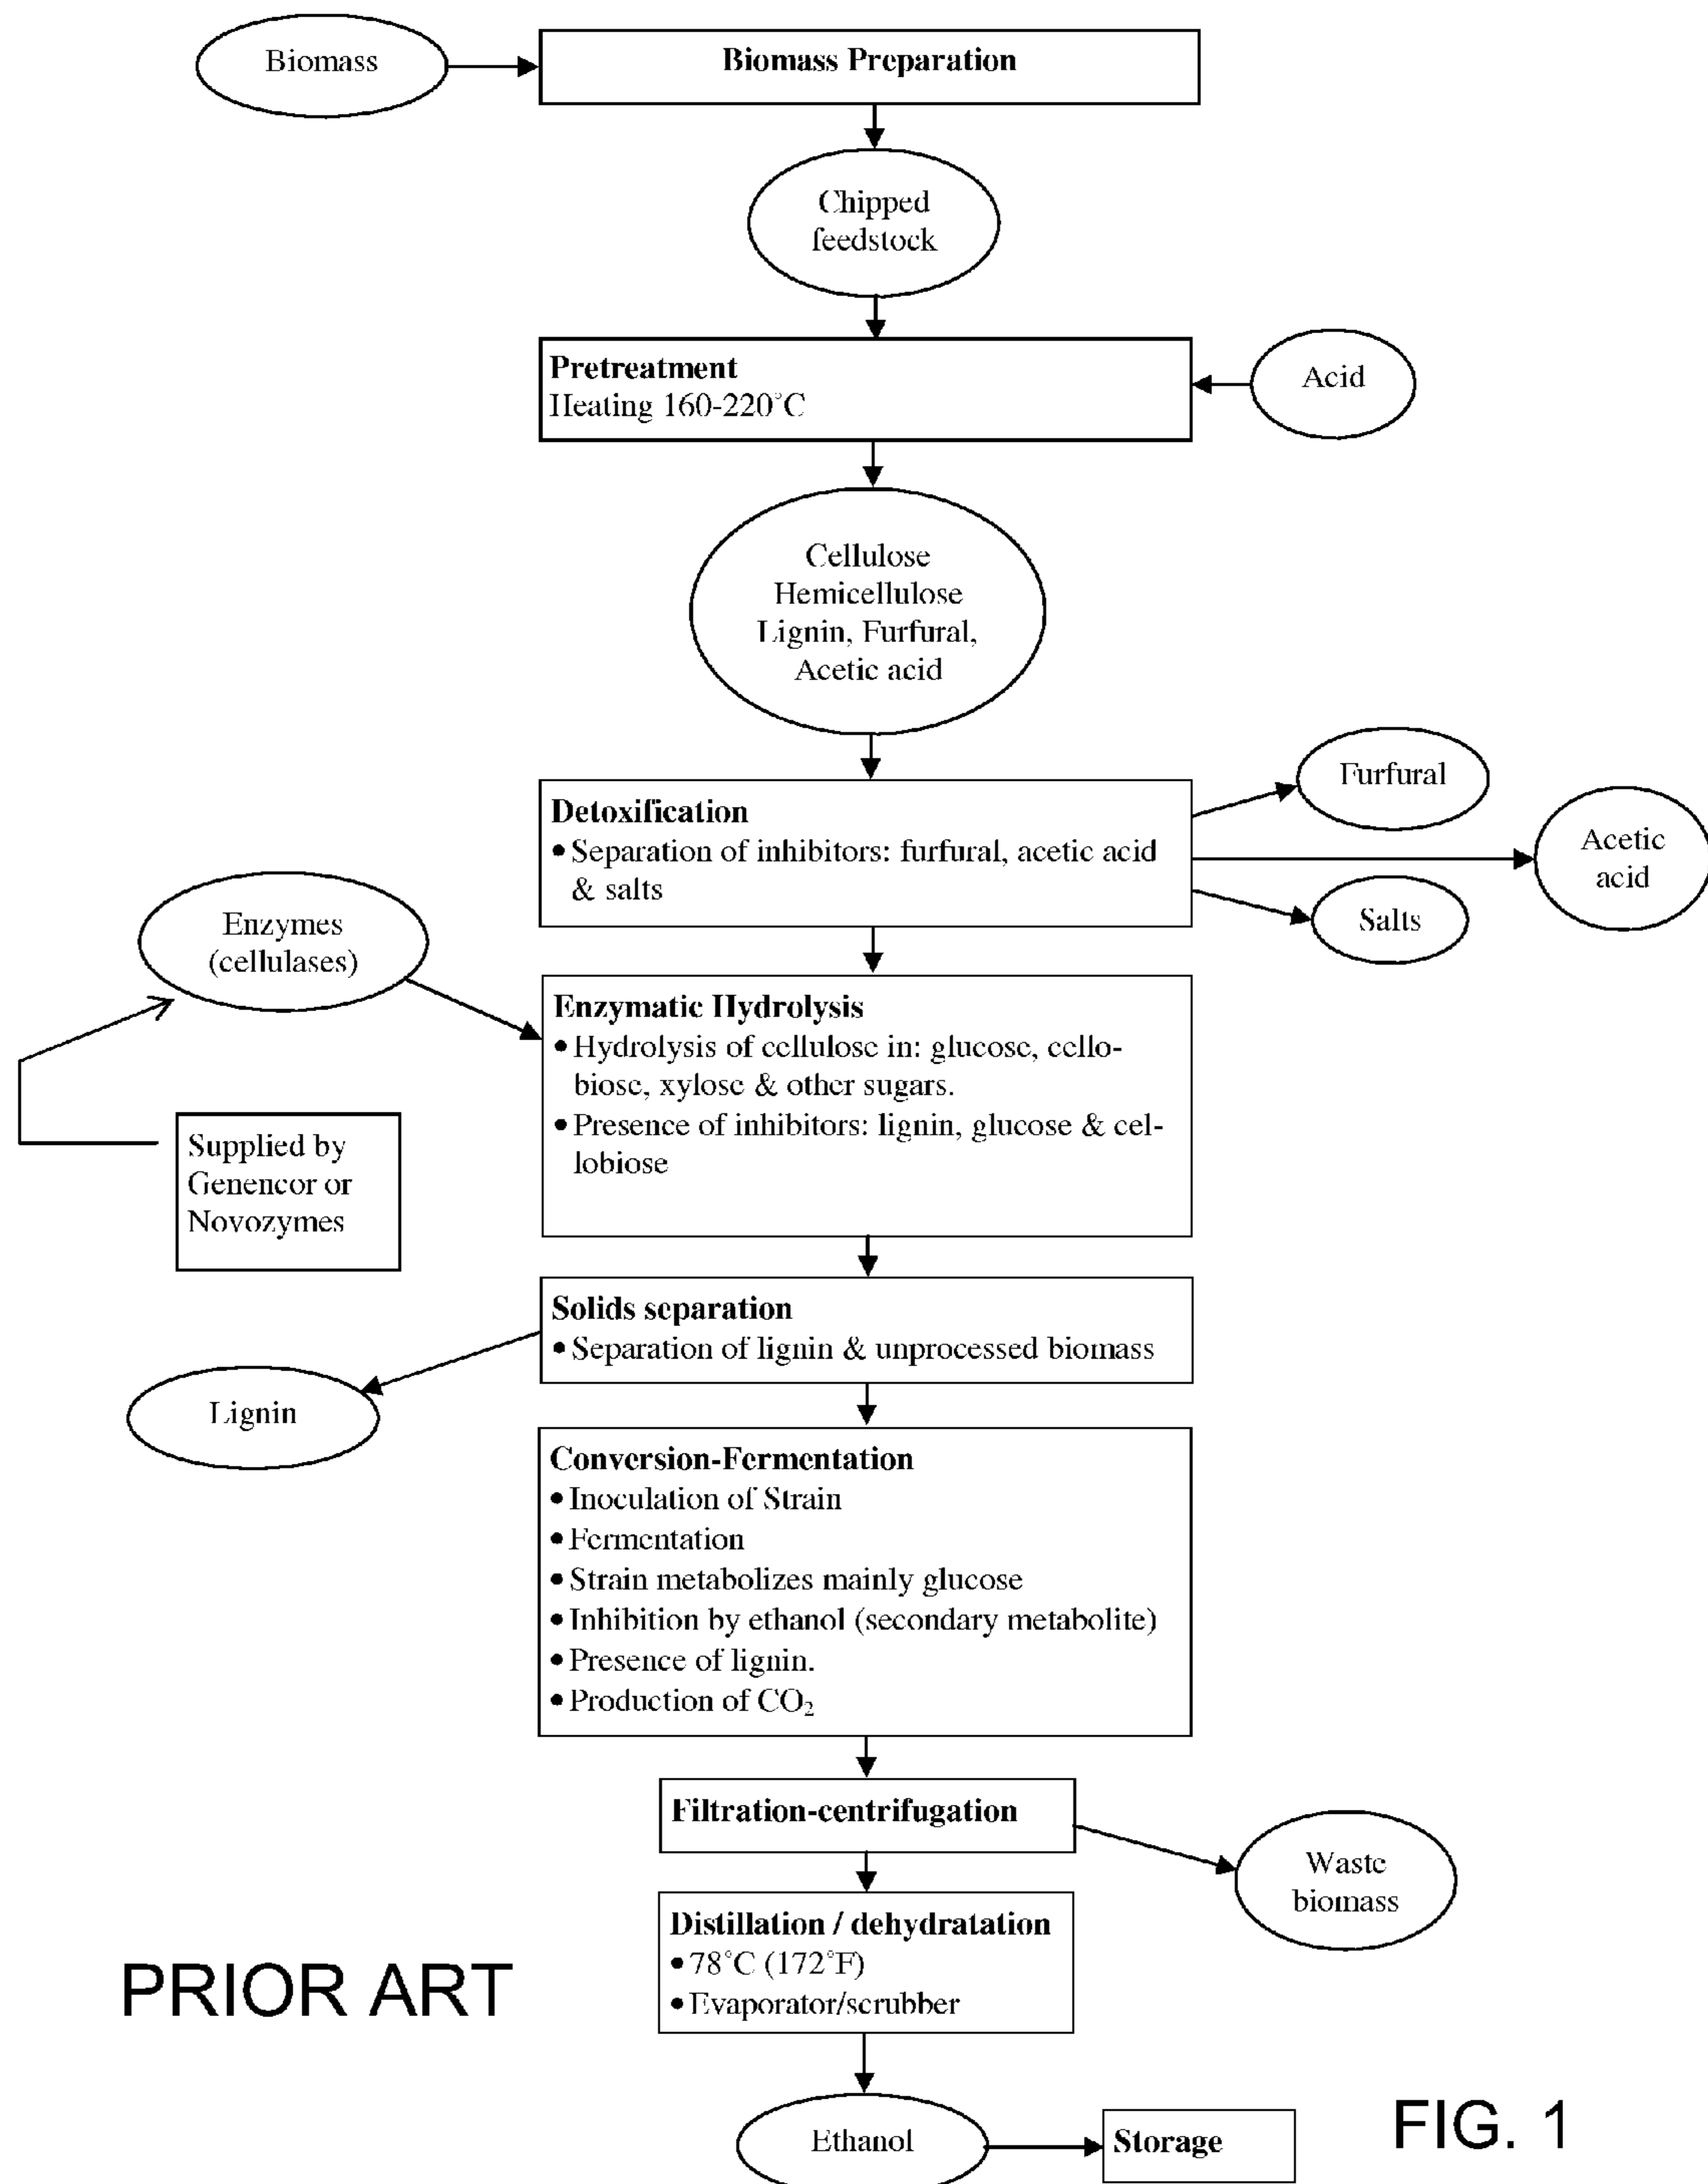 Biomass
Biomass Preparation
Chipped
feedstock
Pretreatment
Heating 160-220°C
Acid
Cellulose
Hemicellulose
Lignin, Furfural,
Acetic acid
Detoxification
• Separation of inhibitors: furfural, acetic acid
& salts
Furfural
Acetic
acid
Salts
Enzymes
(cellulases)
Supplied by
Genencor or
Novozymes
Enzymatic Hydrolysis
• Hydrolysis of cellulose in: glucose, cello-
biose, xylose & other sugars.
• Presence of inhibitors: lignin, glucose & cel-
lobiose
Solids separation
• Separation of lignin & unprocessed biomass
Lignin
Conversion-Fermentation
• Inoculation of Strain
• Fermentation
• Strain metabolizes mainly glucose
• Inhibition by ethanol (secondary metabolite)
• Presence of lignin.
• Production of CO₂
Filtration-centrifugation
Waste
biomass
Distillation / dehydratation
• 78°C (172°F)
• Evaporator/scrubber
PRIOR ART
Ethanol
Storage
FIG. 1